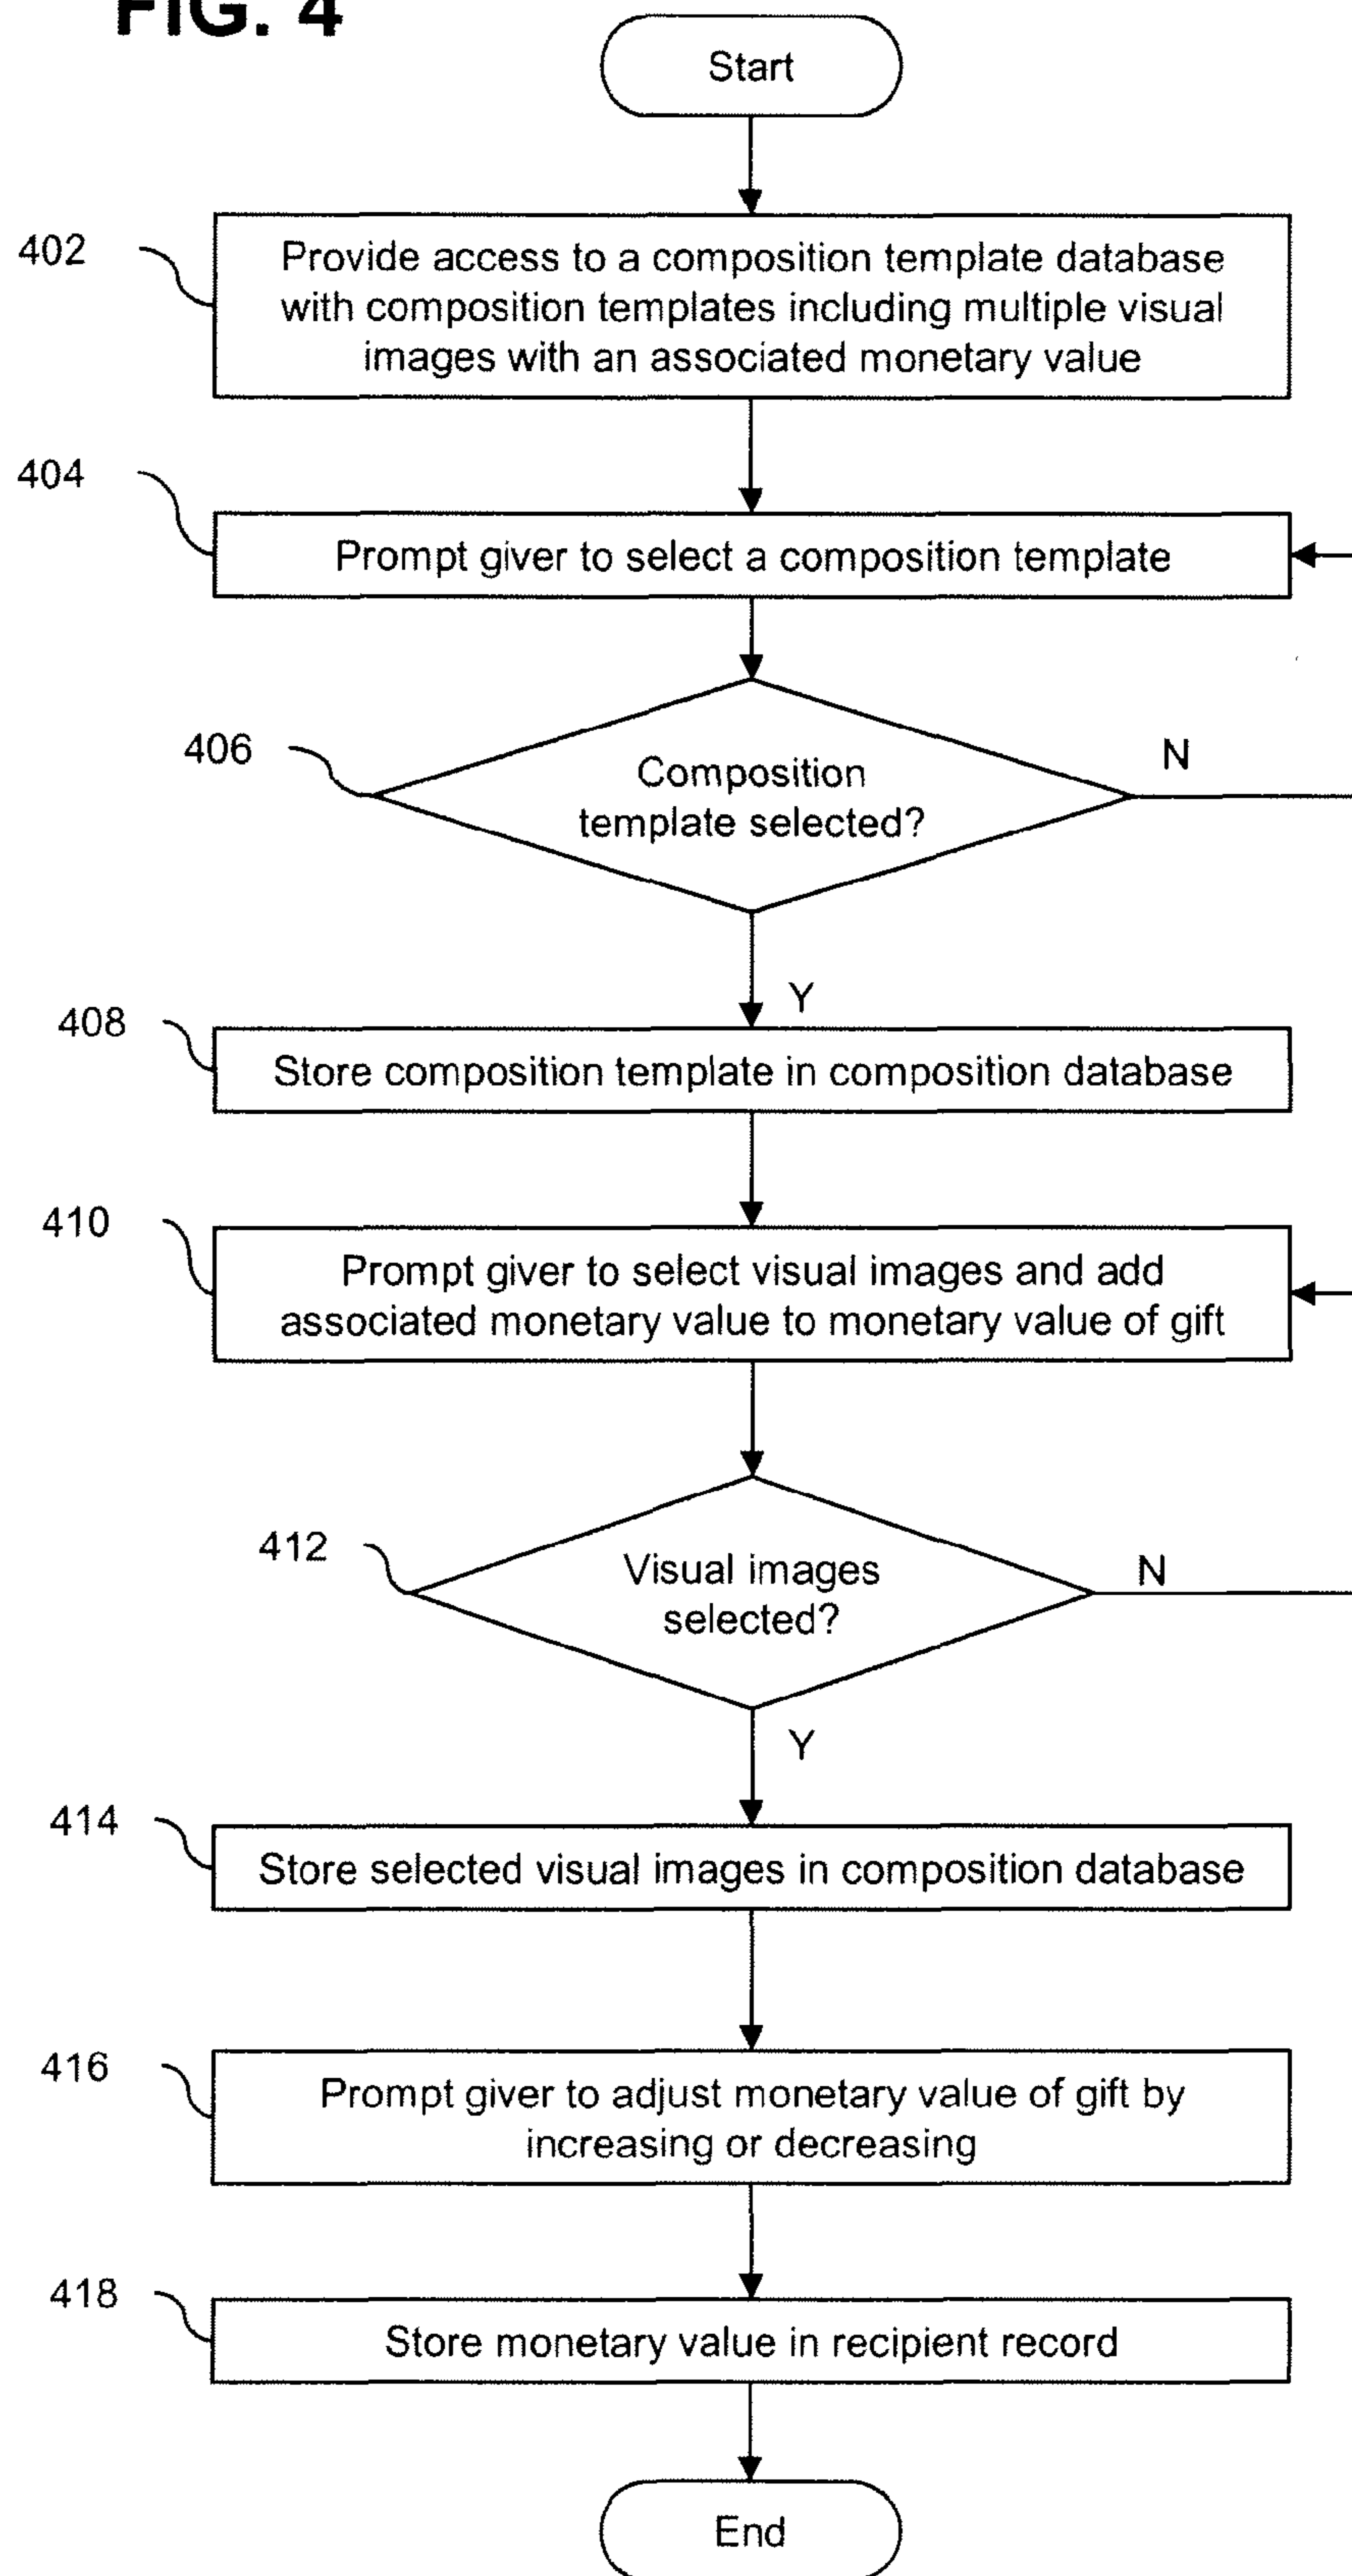 FIG. 4
Start
402
Provide access to a composition template database
with composition templates including multiple visual
images with an associated monetary value
404
Prompt giver to select a composition template
406
Composition
template selected?
N
Y
408
Store composition template in composition database
410
Prompt giver to select visual images and add
associated monetary value to monetary value of gift
412
Visual images
selected?
N
Y
414
Store selected visual images in composition database
416
Prompt giver to adjust monetary value of gift by
increasing or decreasing
418
Store monetary value in recipient record
End